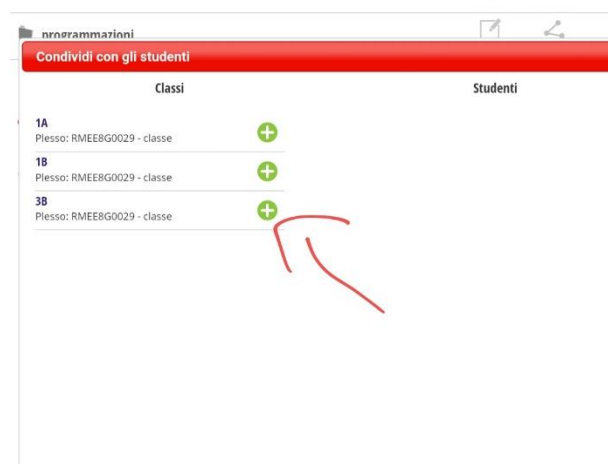 programmazioni
Condividi con gli studenti
Classi
Studenti
1A
Plesso: RMEE8G0029 - classe
1B
Plesso: RMEE8G0029 - classe
3B
Plesso: RMEE8G0029 - classe